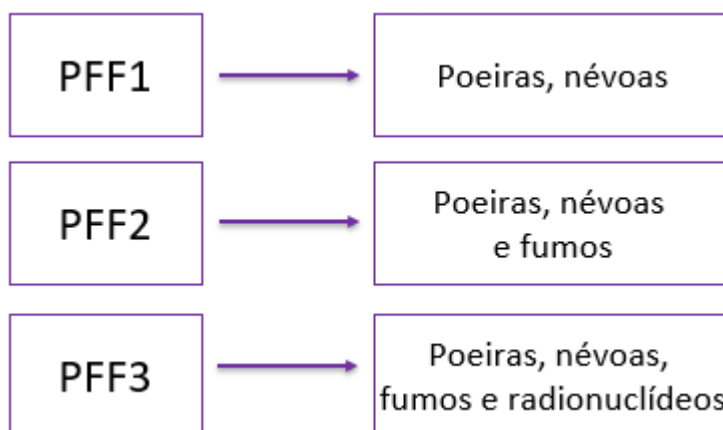 PFF1
Poeiras, névoas
PFF2
Poeiras, névoas
e fumos
PFF3
Poeiras, névoas,
fumos e radionuclídeos